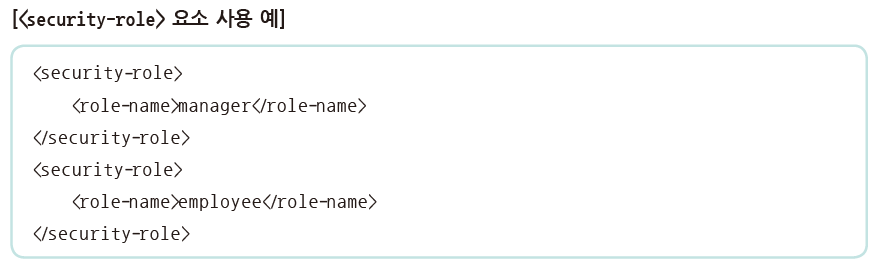 [<security-role> 요소 사용 예]
<security-role>
<role-name>manager</role-name>
</security-role>
<security-role>
<role-name>employee</role-name>
</security-role>